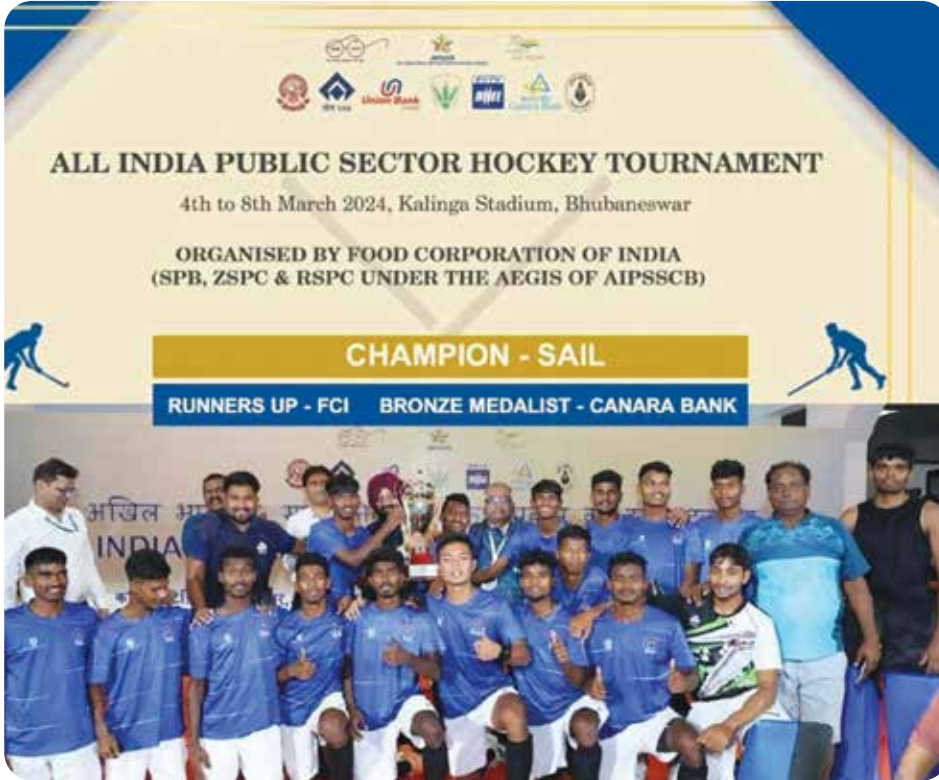 Union Bank
ALL INDIA PUBLIC SECTOR HOCKEY TOURNAMENT
4th to 8th March 2024, Kalinga Stadium, Bhubaneswar
ORGANISED BY FOOD CORPORATION OF INDIA
(SPB, ZSPC & RSPC UNDER THE AEGIS OF AIPSSCB)
CHAMPION - SAIL
RUNNERS UP - FCI BRONZE MEDALIST - CANARA BANK
अखिल
INDIA